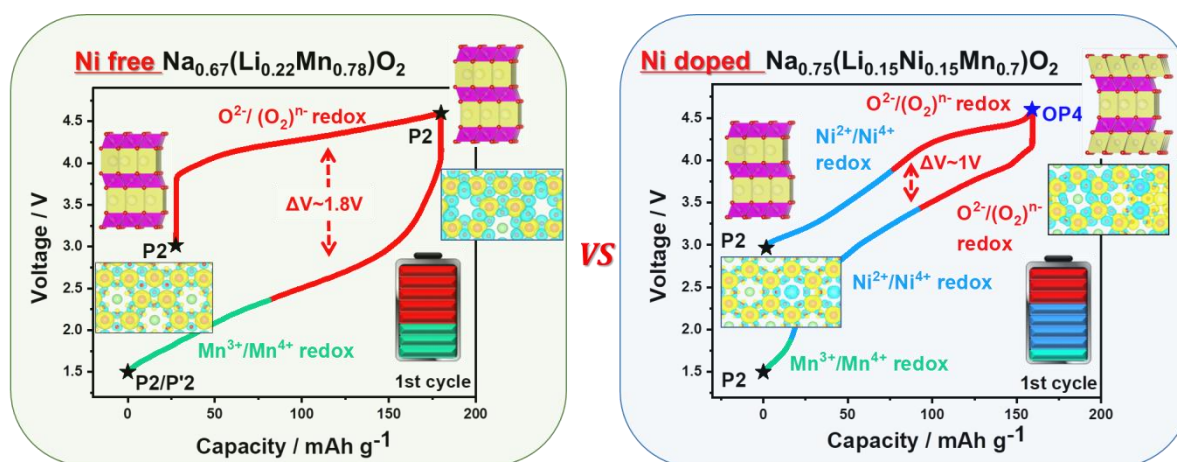 Ni free Na0.67(Li0.22Mn0.78)O2
4.5
4.0
3.5
3.0
2.5
2.0
1.5
Voltage / V
O2-/ (O2)n- redox
P2
ΔV~1.8V
P2
Mn3+/Mn4+ redox
P2/P'2
1st cycle
0 50 100 150 200
Capacity / mAh g-1
VS
Ni doped Na0.75(Li0.15Ni0.15Mn0.7)O2
4.5
4.0
3.5
3.0
2.5
2.0
1.5
Voltage / V
O2-/(O2)n- redox
OP4
Ni2+/Ni4+
redox
ΔV~1V
O2-/(O2)n-
redox
P2
Ni2+/Ni4+ redox
Mn3+/Mn4+ redox
P2
1st cycle
0 50 100 150 200
Capacity / mAh g-1